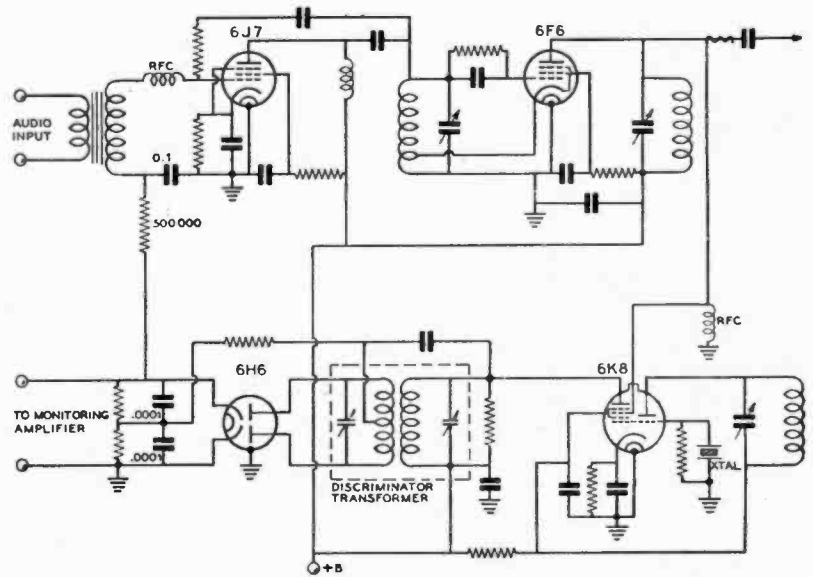 6J7
6F6
RFC
AUDIO
INPUT
0.1
500000
RFC
6H6
6K8
TO MONITORING
AMPLIFIER
.0001
.0001
XTAL
DISCRIMINATOR
TRANSFORMER
+B